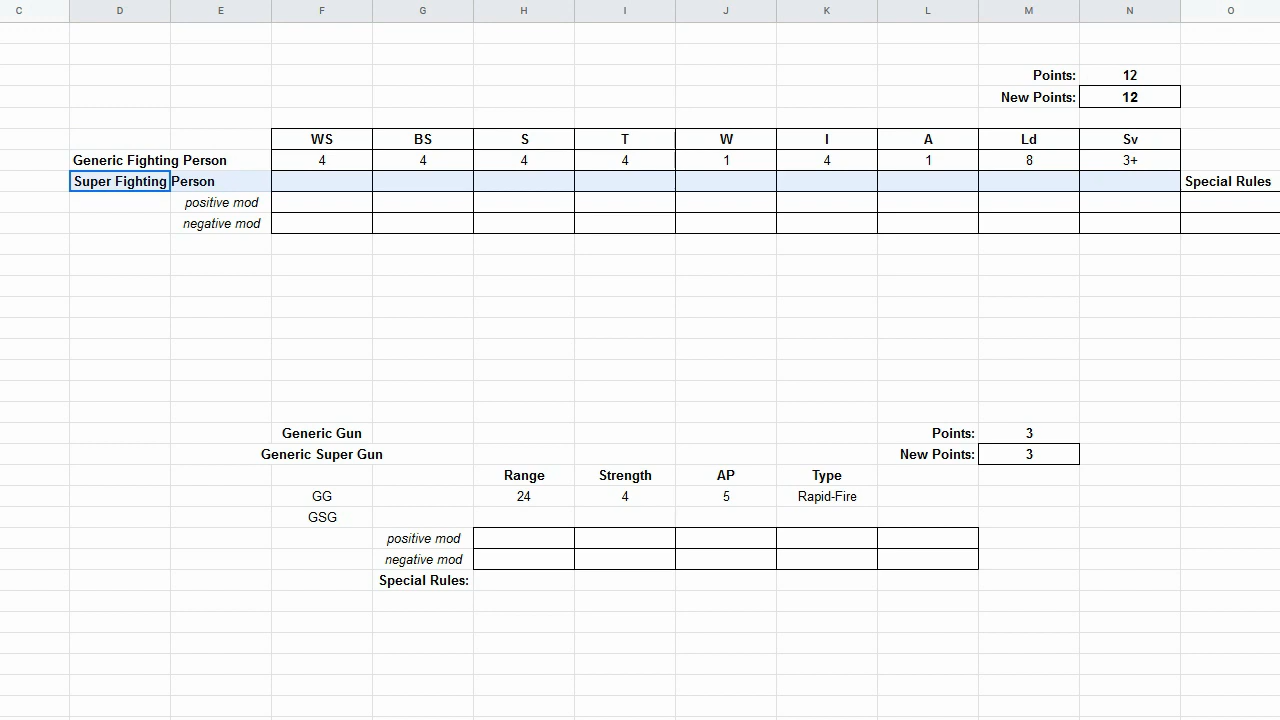 C D E F G H I J K L M N O
Points: 12
New Points: 12
WS BS S T W I A Ld Sv
Generic Fighting Person 4 4 4 4 1 4 1 8 3+
Super Fighting Person Special Rules
positive mod
negative mod
Generic Gun Points: 3
Generic Super Gun New Points: 3
Range Strength AP Type
GG 24 4 5 Rapid-Fire
GSG
positive mod
negative mod
Special Rules: